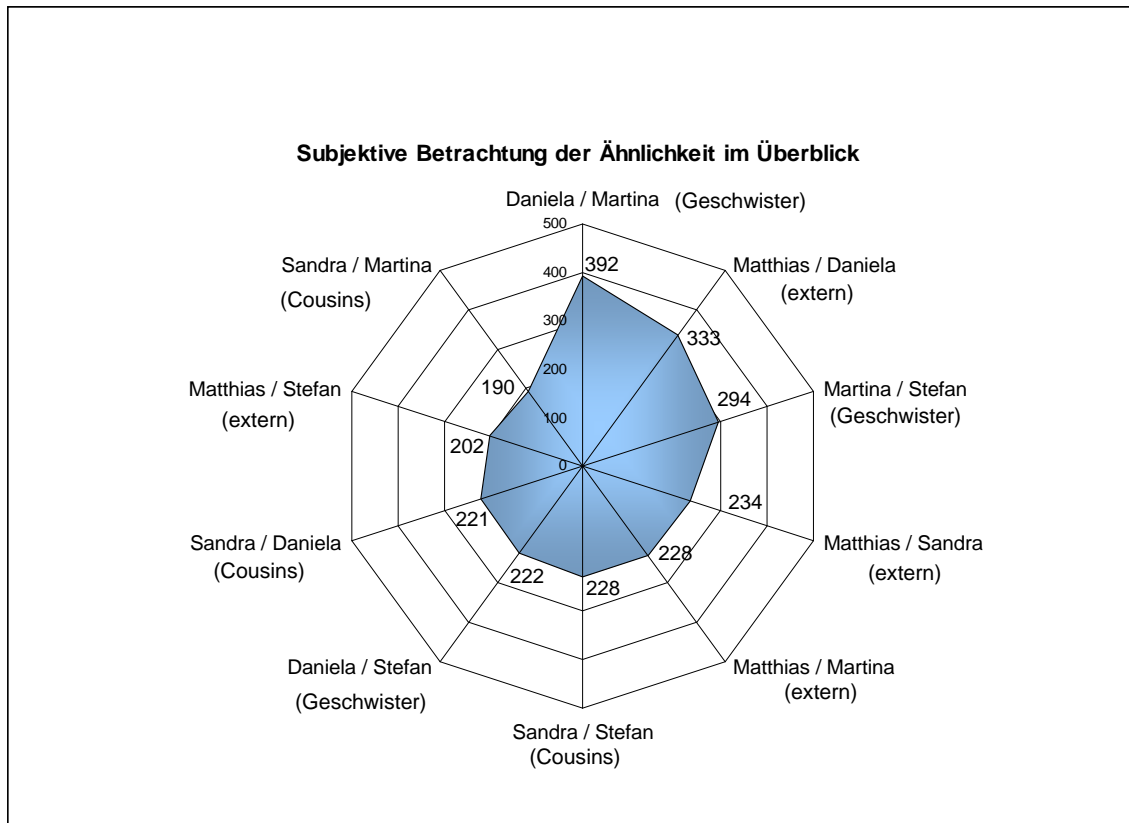 Subjektive Betrachtung der Ähnlichkeit im Überblick
Daniela / Martina (Geschwister)
500
400
300
200
100
0
392
Matthias / Daniela
(extern)
333
Martina / Stefan
(Geschwister)
294
Matthias / Sandra
(extern)
234
Matthias / Martina
(extern)
228
Sandra / Stefan
(Cousins)
228
Daniela / Stefan
(Geschwister)
222
Sandra / Daniela
(Cousins)
221
Matthias / Stefan
(extern)
202
Sandra / Martina
(Cousins)
190